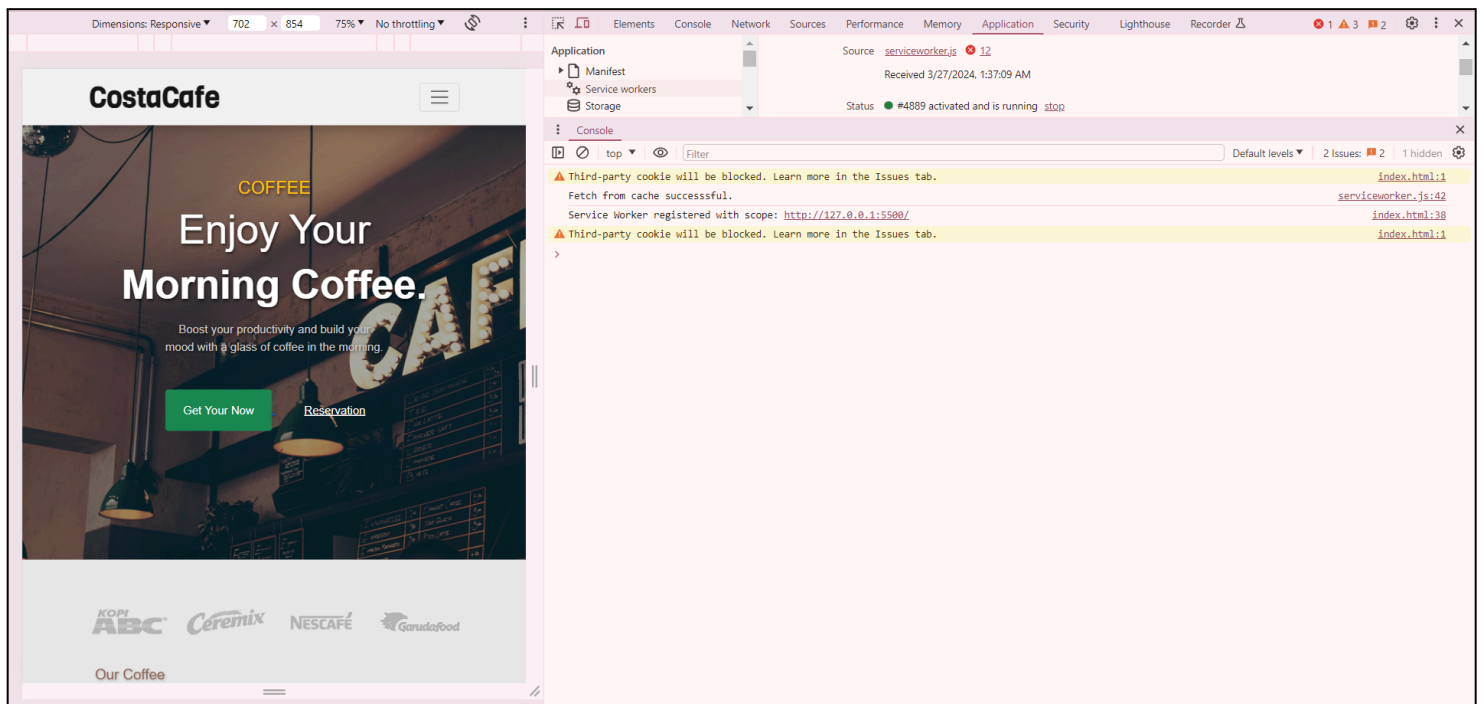 Dimensions: Responsive 702 × 854 75% No throttling
Elements Console Network Sources Performance Memory Application Security Lighthouse Recorder 1 3 2
Application
Manifest
Service workers
Storage
Source serviceworker.js 12
Received 3/27/2024, 1:37:09 AM
Status #4889 activated and is running stop
Console
top Filter Default levels 2 Issues: 2 1 hidden
Third-party cookie will be blocked. Learn more in the Issues tab. index.html:1
Fetch from cache successsful. serviceworker.js:42
Service Worker registered with scope: http://127.0.0.1:5500/ index.html:38
Third-party cookie will be blocked. Learn more in the Issues tab. index.html:1
CostaCafe
COFFEE
Enjoy Your
Morning Coffee.
Boost your productivity and build your
mood with a glass of coffee in the morning.
Get Your Now Reservation
CAF
KOPI
ABC Ceremix NESCAFÉ Garudafood
Our Coffee